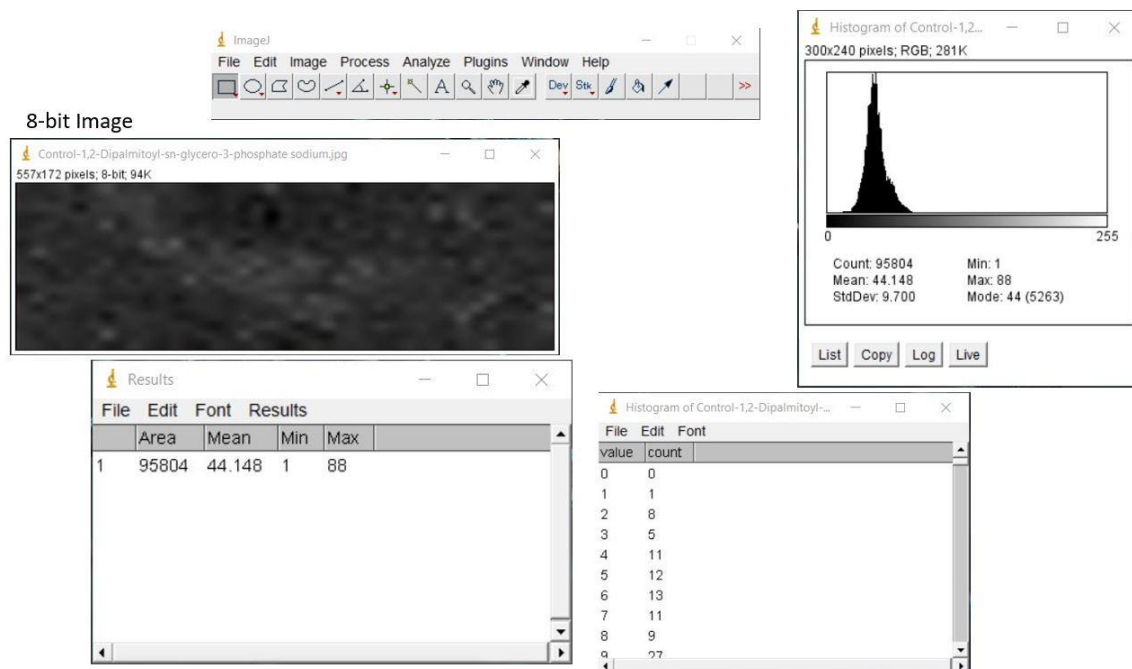 ImageJ
File Edit Image Process Analyze Plugins Window Help
Dev Stk >>
8-bit Image
Control-1,2-Dipalmitoyl-sn-glycero-3-phosphate sodium.jpg
557x172 pixels; 8-bit; 94K
Histogram of Control-1,2...
300x240 pixels; RGB; 281K
0 255
Count: 95804 Min: 1
Mean: 44.148 Max: 88
StdDev: 9.700 Mode: 44 (5263)
List Copy Log Live
Results
File Edit Font Results
Area Mean Min Max
1 95804 44.148 1 88
Histogram of Control-1,2-Dipalmitoyl-...
File Edit Font
value count
0 0
1 1
2 8
3 5
4 11
5 12
6 13
7 11
8 9
9 27